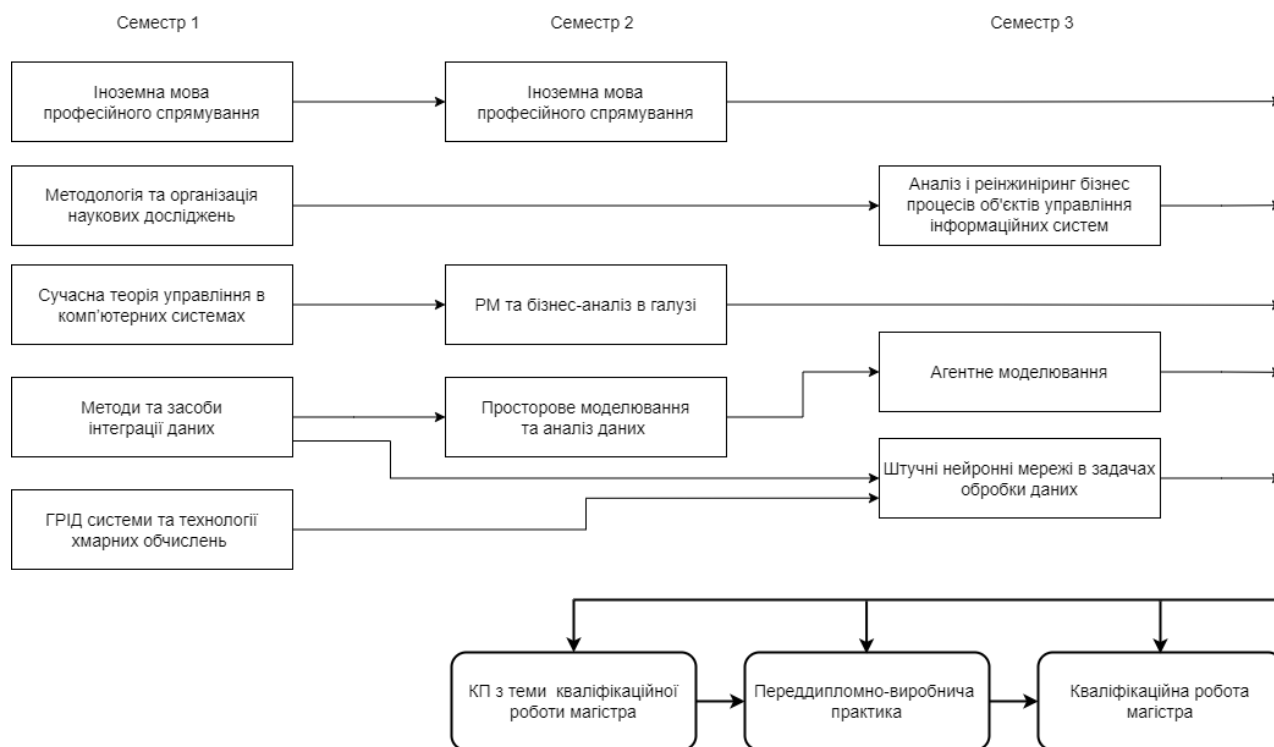 Семестр 1
Семестр 2
Семестр 3
Іноземна мова
професійного спрямування
Іноземна мова
професійного спрямування
Методологія та організація
наукових досліджень
Аналіз і реінжиніринг бізнес
процесів об'єктів управління
інформаційних систем
Сучасна теорія управління в
комп'ютерних системах
РМ та бізнес-аналіз в галузі
Агентне моделювання
Методи та засоби
інтеграції даних
Просторове моделювання
та аналіз даних
Штучні нейронні мережі в задачах
обробки даних
ГРІД системи та технології
хмарних обчислень
КП з теми кваліфікаційної
роботи магістра
Переддипломно-виробнича
практика
Кваліфікаційна робота
магістра